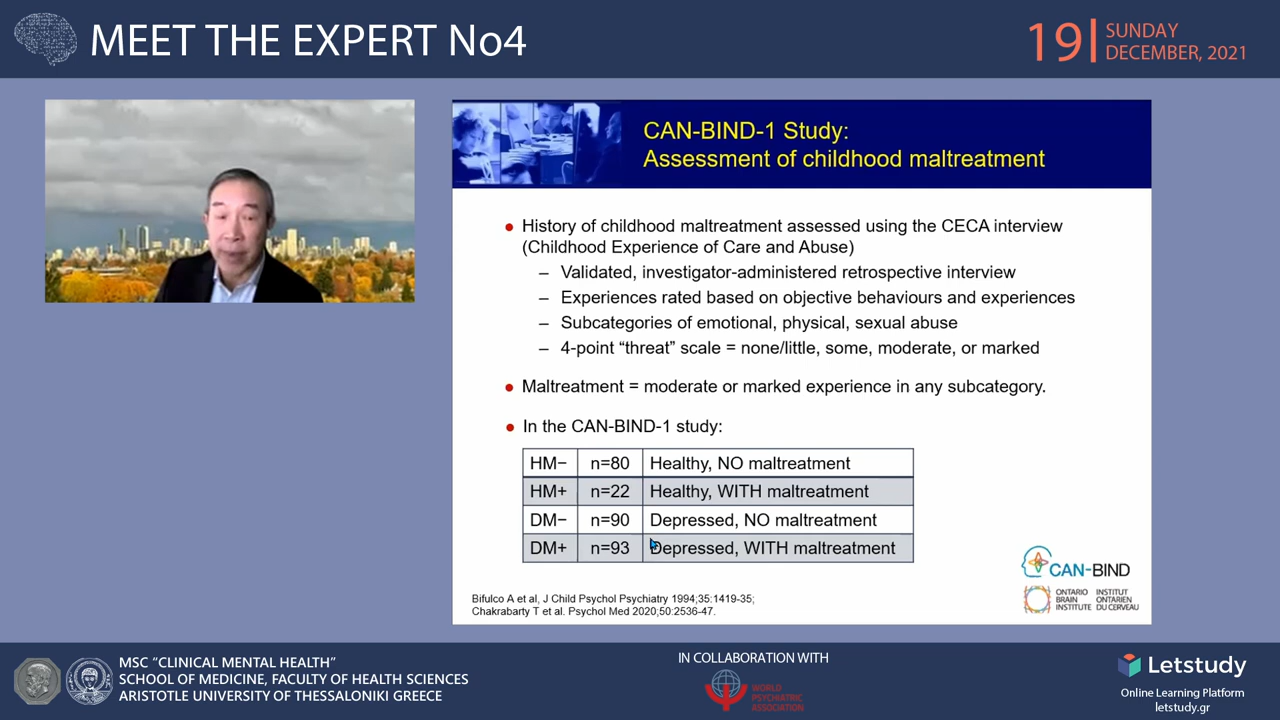 MEET THE EXPERT No4
19
SUNDAY
DECEMBER, 2021
CAN-BIND-1 Study:
Assessment of childhood maltreatment
● History of childhood maltreatment assessed using the CECA interview
(Childhood Experience of Care and Abuse)
– Validated, investigator-administered retrospective interview
– Experiences rated based on objective behaviours and experiences
– Subcategories of emotional, physical, sexual abuse
– 4-point “threat” scale = none/little, some, moderate, or marked
● Maltreatment = moderate or marked experience in any subcategory.
● In the CAN-BIND-1 study:
HM− n=80 Healthy, NO maltreatment
HM+ n=22 Healthy, WITH maltreatment
DM− n=90 Depressed, NO maltreatment
DM+ n=93 Depressed, WITH maltreatment
CAN-BIND
ONTARIO INSTITUT
BRAIN ONTARIEN
INSTITUTE DU CERVEAU
Bifulco A et al, J Child Psychol Psychiatry 1994;35:1419-35;
Chakrabarty T et al. Psychol Med 2020;50:2536-47.
MSC “CLINICAL MENTAL HEALTH”
SCHOOL OF MEDICINE, FACULTY OF HEALTH SCIENCES
ARISTOTLE UNIVERSITY OF THESSALONIKI GREECE
IN COLLABORATION WITH
WORLD
PSYCHIATRIC
ASSOCIATION
Letstudy
Online Learning Platform
letstudy.gr